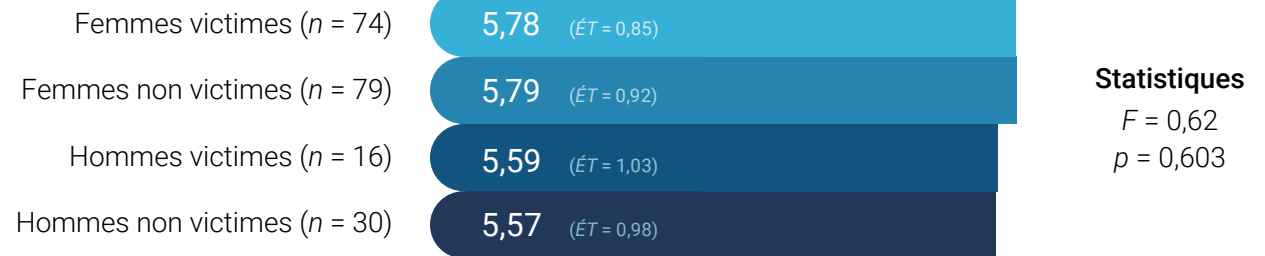 Femmes victimes (n = 74) 5,78 (ÉT = 0,85)
Femmes non victimes (n = 79) 5,79 (ÉT = 0,92)
Hommes victimes (n = 16) 5,59 (ÉT = 1,03)
Hommes non victimes (n = 30) 5,57 (ÉT = 0,98)
Statistiques
F = 0,62
p = 0,603